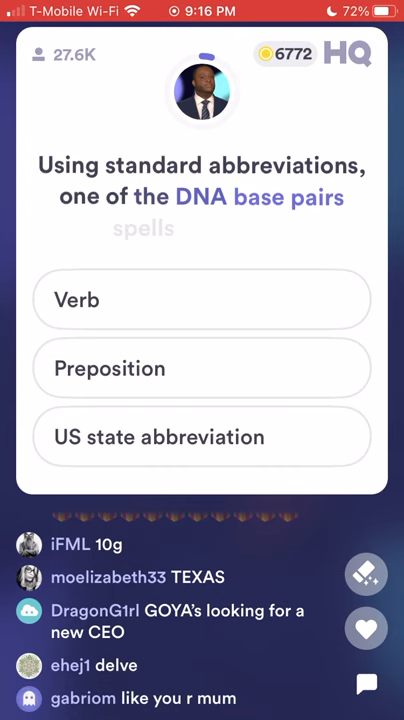 T-Mobile Wi-Fi 9:16 PM 72%
27.6K 6772 HQ
Using standard abbreviations,
one of the DNA base pairs
spells
Verb
Preposition
US state abbreviation
iFML 10g
moelizabeth33 TEXAS
DragonG1rl GOYA's looking for a
new CEO
ehej1 delve
gabriom like you r mum